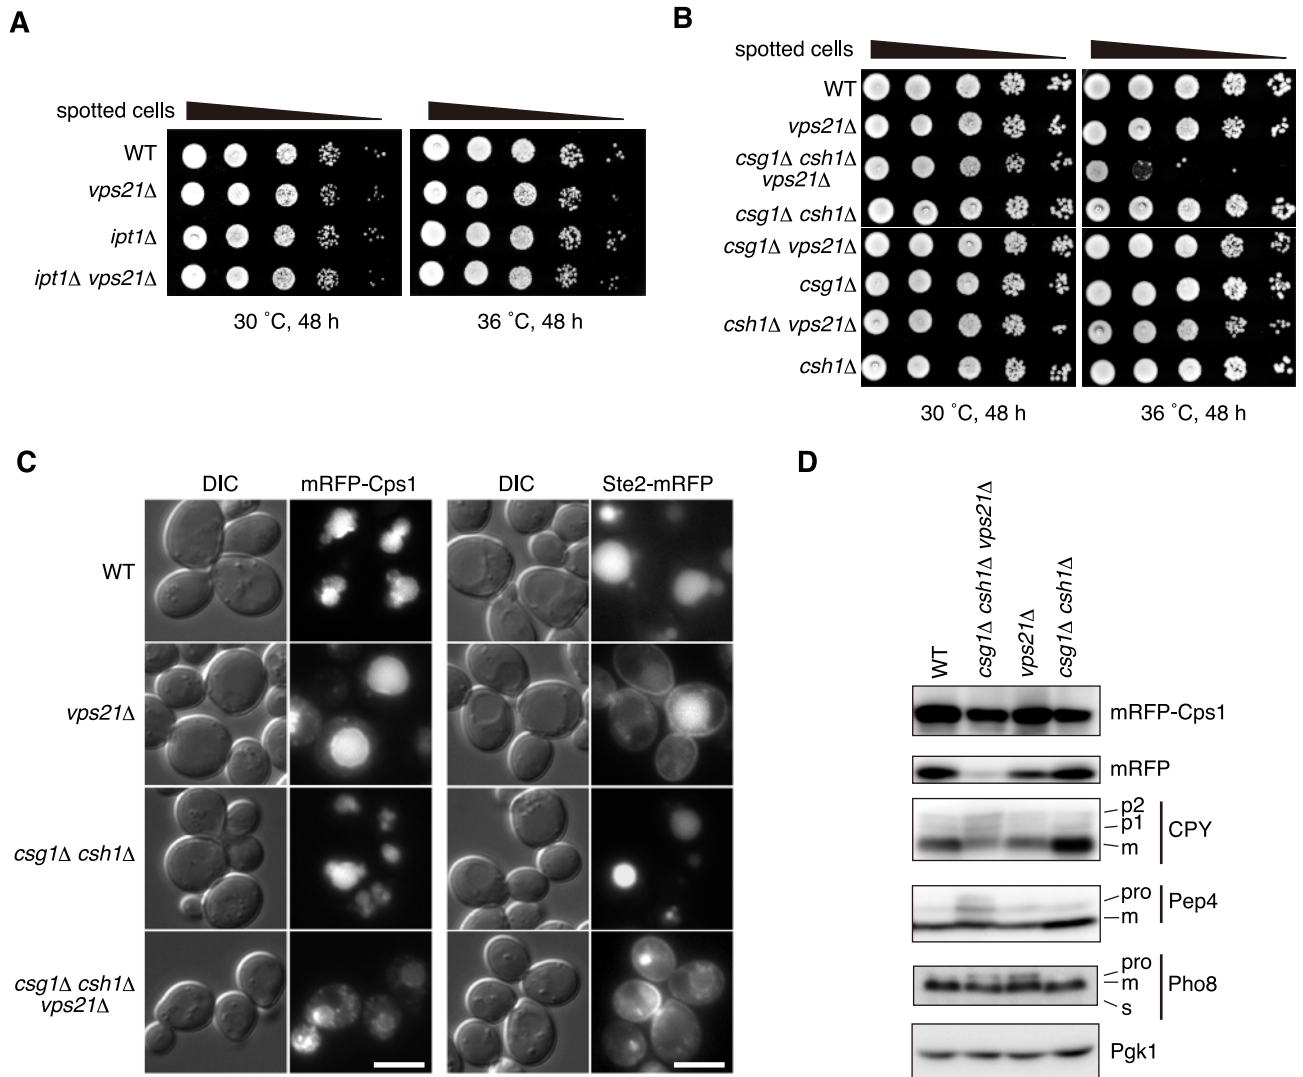 A
spotted cells
WT
vps21Δ
ipt1Δ
ipt1Δ vps21Δ
30 ˚C, 48 h
36 ˚C, 48 h
B
spotted cells
WT
vps21Δ
csg1Δ csh1Δ
vps21Δ
csg1Δ csh1Δ
csg1Δ vps21Δ
csg1Δ
csh1Δ vps21Δ
csh1Δ
30 ˚C, 48 h
36 ˚C, 48 h
C
DIC
mRFP-Cps1
DIC
Ste2-mRFP
WT
vps21Δ
csg1Δ csh1Δ
csg1Δ csh1Δ
vps21Δ
D
WT
csg1Δ csh1Δ vps21Δ
vps21Δ
csg1Δ csh1Δ
mRFP-Cps1
mRFP
p2
p1
m
CPY
pro
m
Pep4
pro
m
s
Pho8
Pgk1